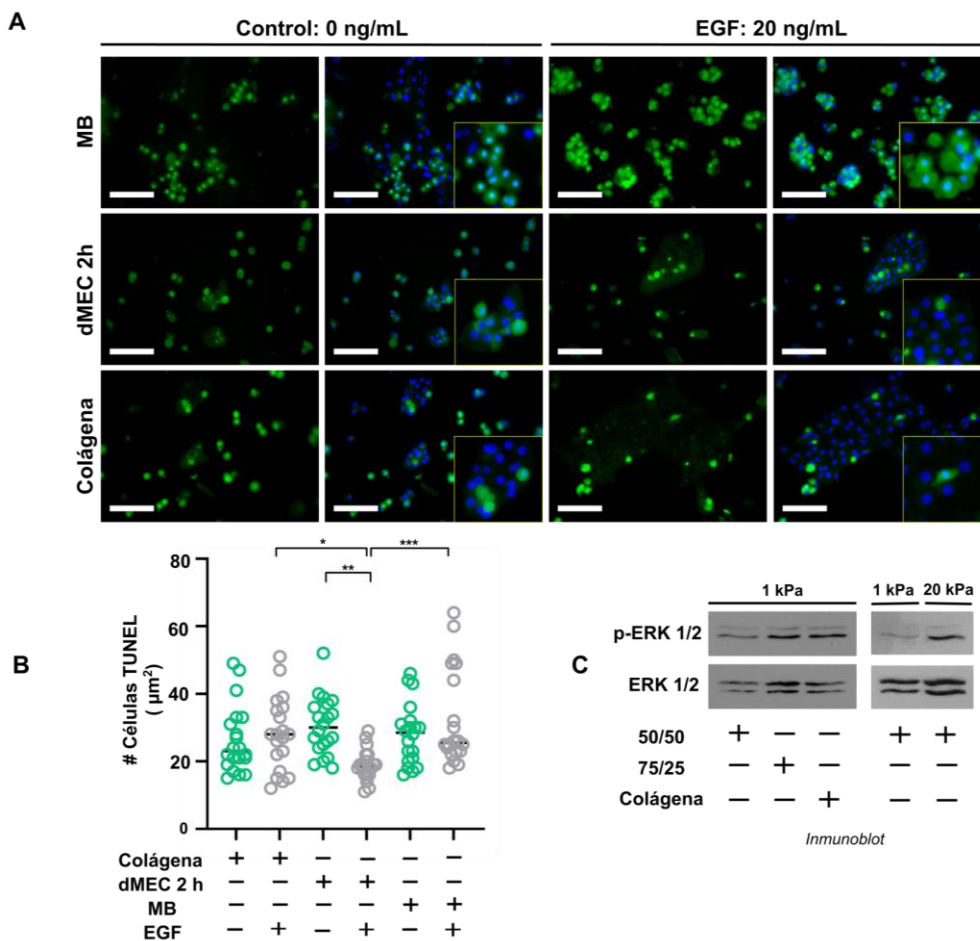 A
Control: 0 ng/mL
EGF: 20 ng/mL
MB
dMEC 2h
Colágena
B
# Células TUNEL
( µm²)
80
60
40
20
0
*
**
***
Colágena + + − − − −
dMEC 2 h − − + + − −
MB − − − − + +
EGF − + − + − +
C
1 kPa
1 kPa 20 kPa
p-ERK 1/2
ERK 1/2
50/50 + − − + +
75/25 − + − − −
Colágena − − + − −
Inmunoblot